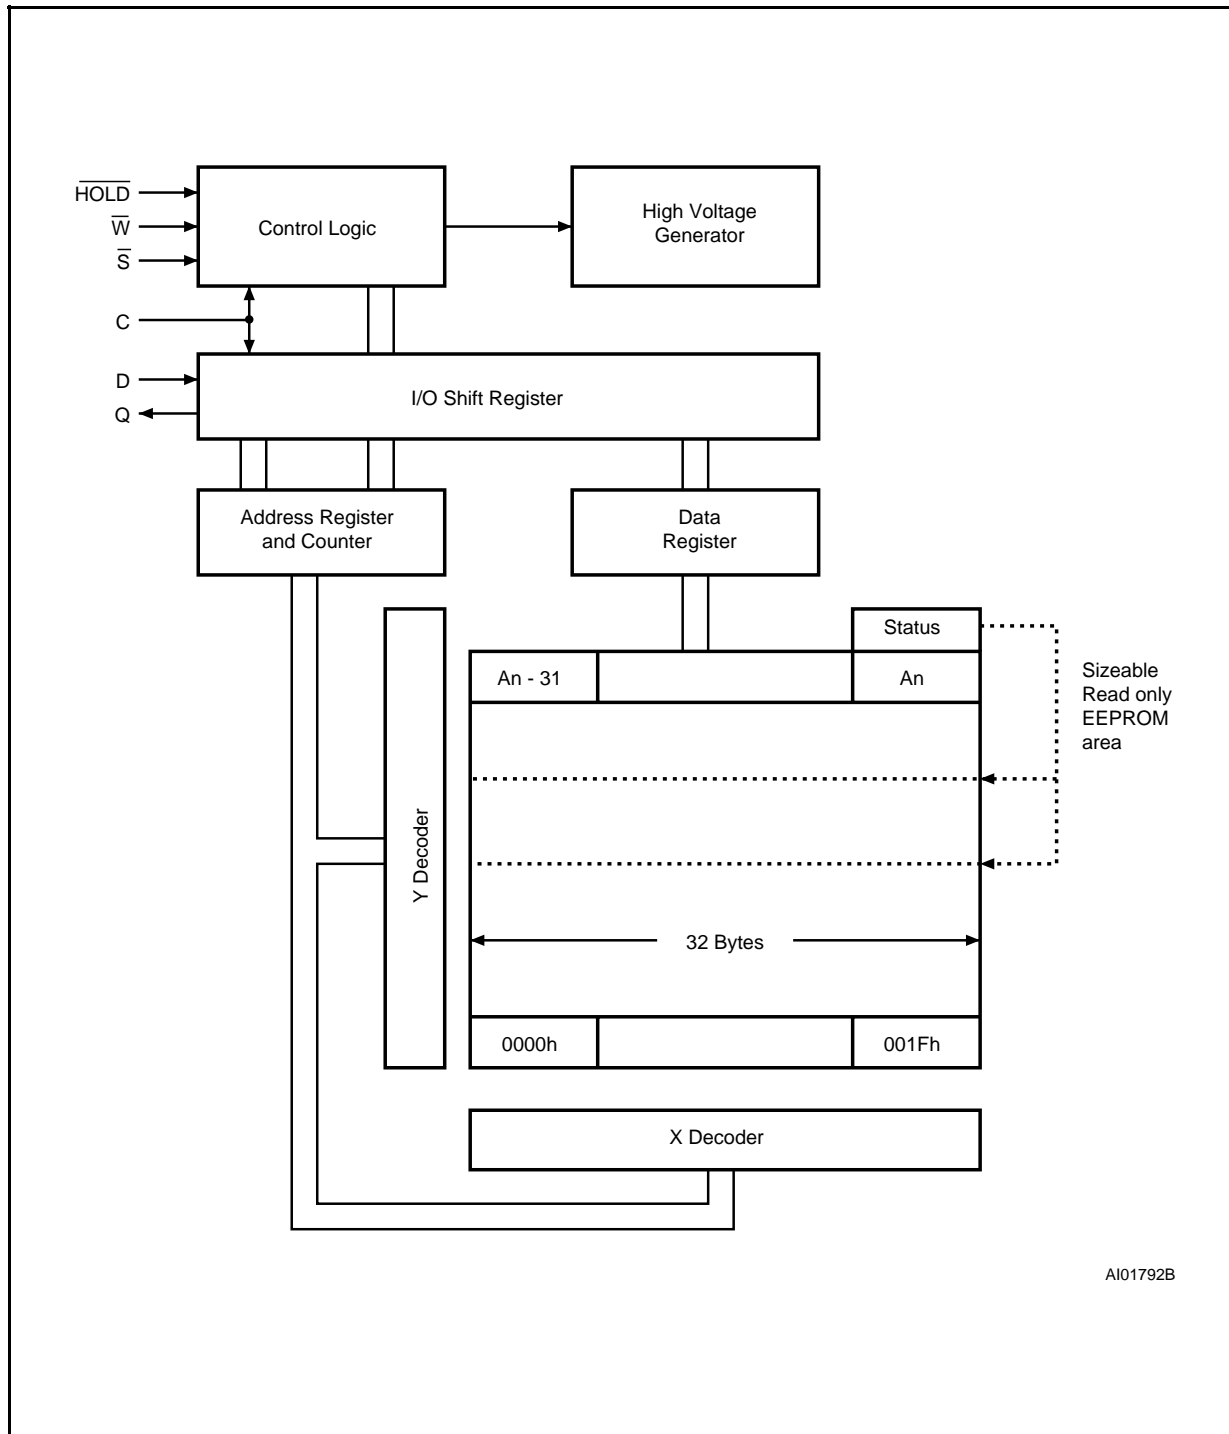 HOLD
W
S
C
D
Q
Control Logic
High Voltage
Generator
I/O Shift Register
Address Register
and Counter
Data
Register
Status
An - 31
An
Sizeable
Read only
EEPROM
area
Y Decoder
32 Bytes
0000h
001Fh
X Decoder
AI01792B